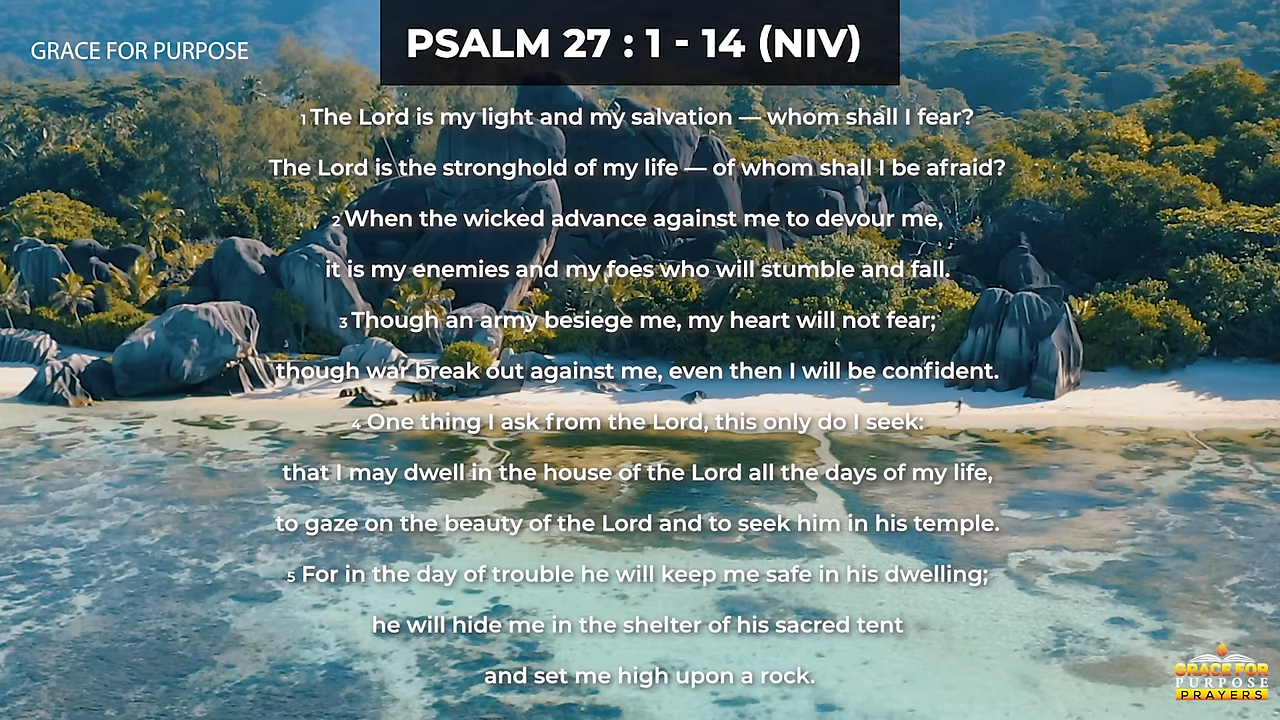 GRACE FOR PURPOSE
PSALM 27 : 1 - 14 (NIV)
1 The Lord is my light and my salvation — whom shall I fear?
The Lord is the stronghold of my life — of whom shall I be afraid?
2 When the wicked advance against me to devour me,
it is my enemies and my foes who will stumble and fall.
3 Though an army besiege me, my heart will not fear;
though war break out against me, even then I will be confident.
4 One thing I ask from the Lord, this only do I seek:
that I may dwell in the house of the Lord all the days of my life,
to gaze on the beauty of the Lord and to seek him in his temple.
5 For in the day of trouble he will keep me safe in his dwelling;
he will hide me in the shelter of his sacred tent
and set me high upon a rock.
GRACE FOR
PURPOSE
PRAYERS